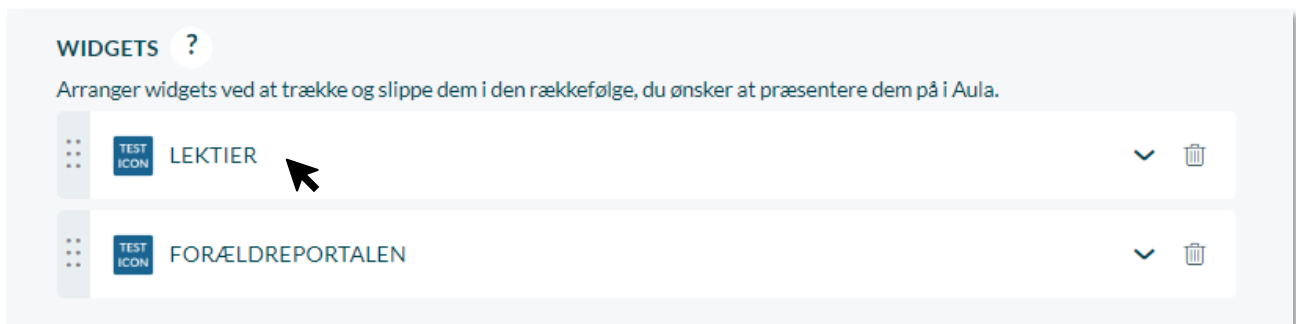 WIDGETS ?
Arranger widgets ved at trække og slippe dem i den rækkefølge, du ønsker at præsentere dem på i Aula.
TEST
ICON
LEKTIER
TEST
ICON
FORÆLDREPORTALEN